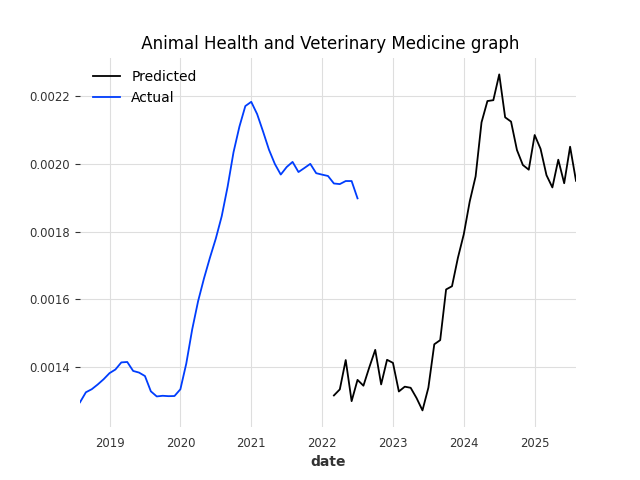 Animal Health and Veterinary Medicine graph
Predicted
Actual
0.0022
0.0020
0.0018
0.0016
0.0014
2019 2020 2021 2022 2023 2024 2025
date